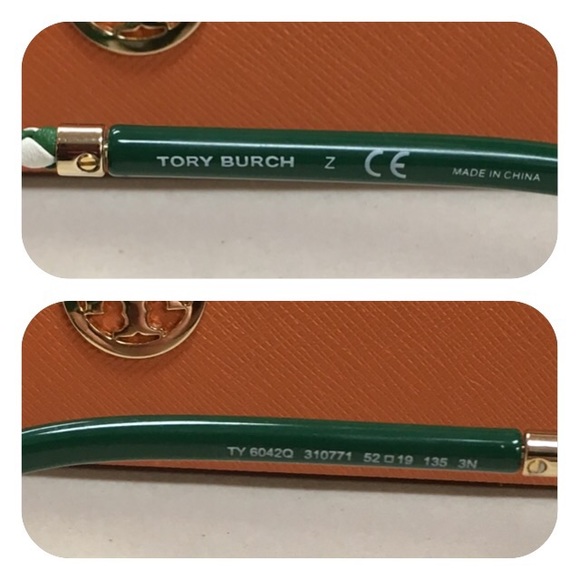 TORY BURCH Z CE MADE IN CHINA
TY 6042Q 310771 52□19 135 3N